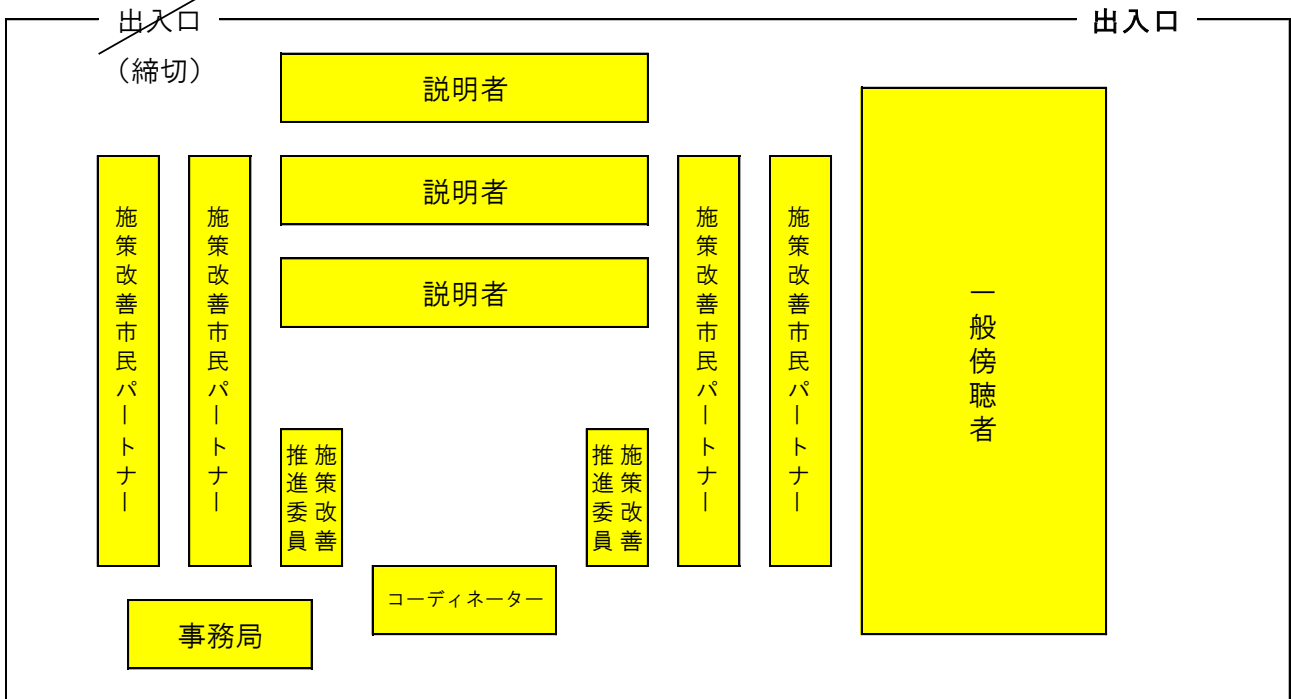 出入口
（締切）
出入口
説明者
説明者
説明者
施策改善市民パートナー
施策改善市民パートナー
施策改善市民パートナー
施策改善市民パートナー
一般傍聴者
施策改善
推進委員
施策改善
推進委員
コーディネーター
事務局